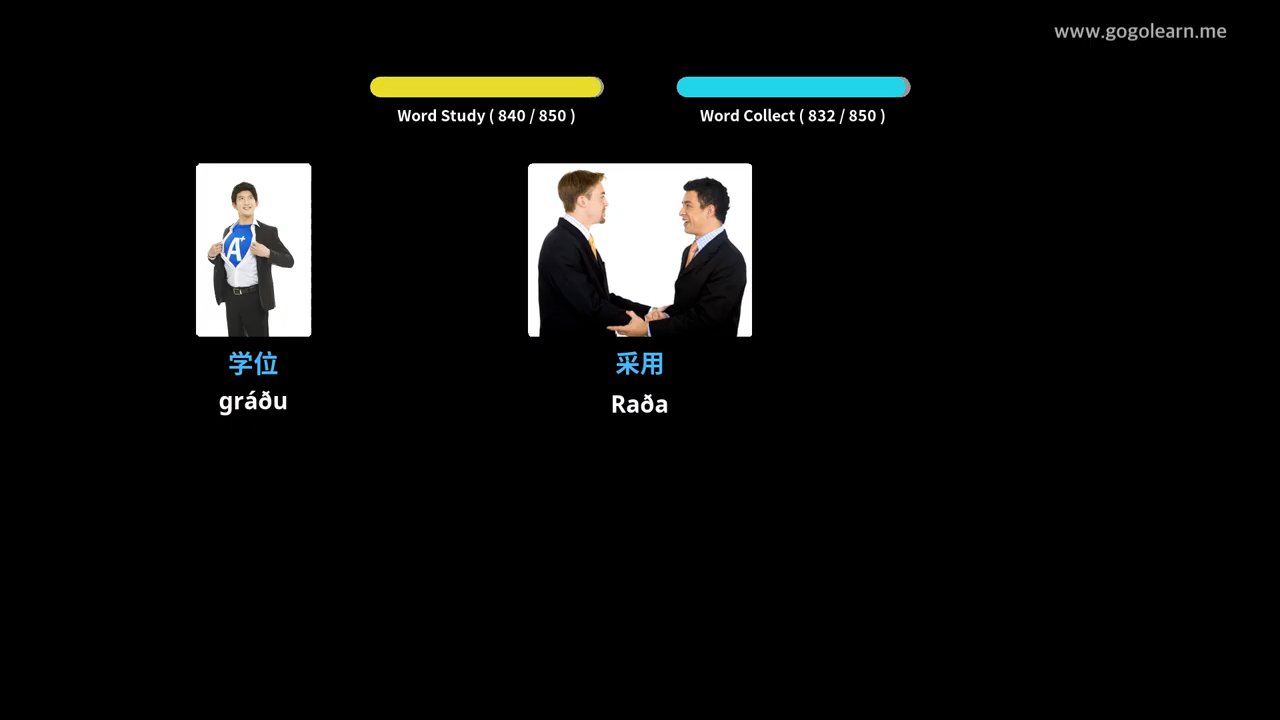 www.gogolearn.me
Word Study ( 840 / 850 )
Word Collect ( 832 / 850 )
A+
学位
gráðu
采用
Raða